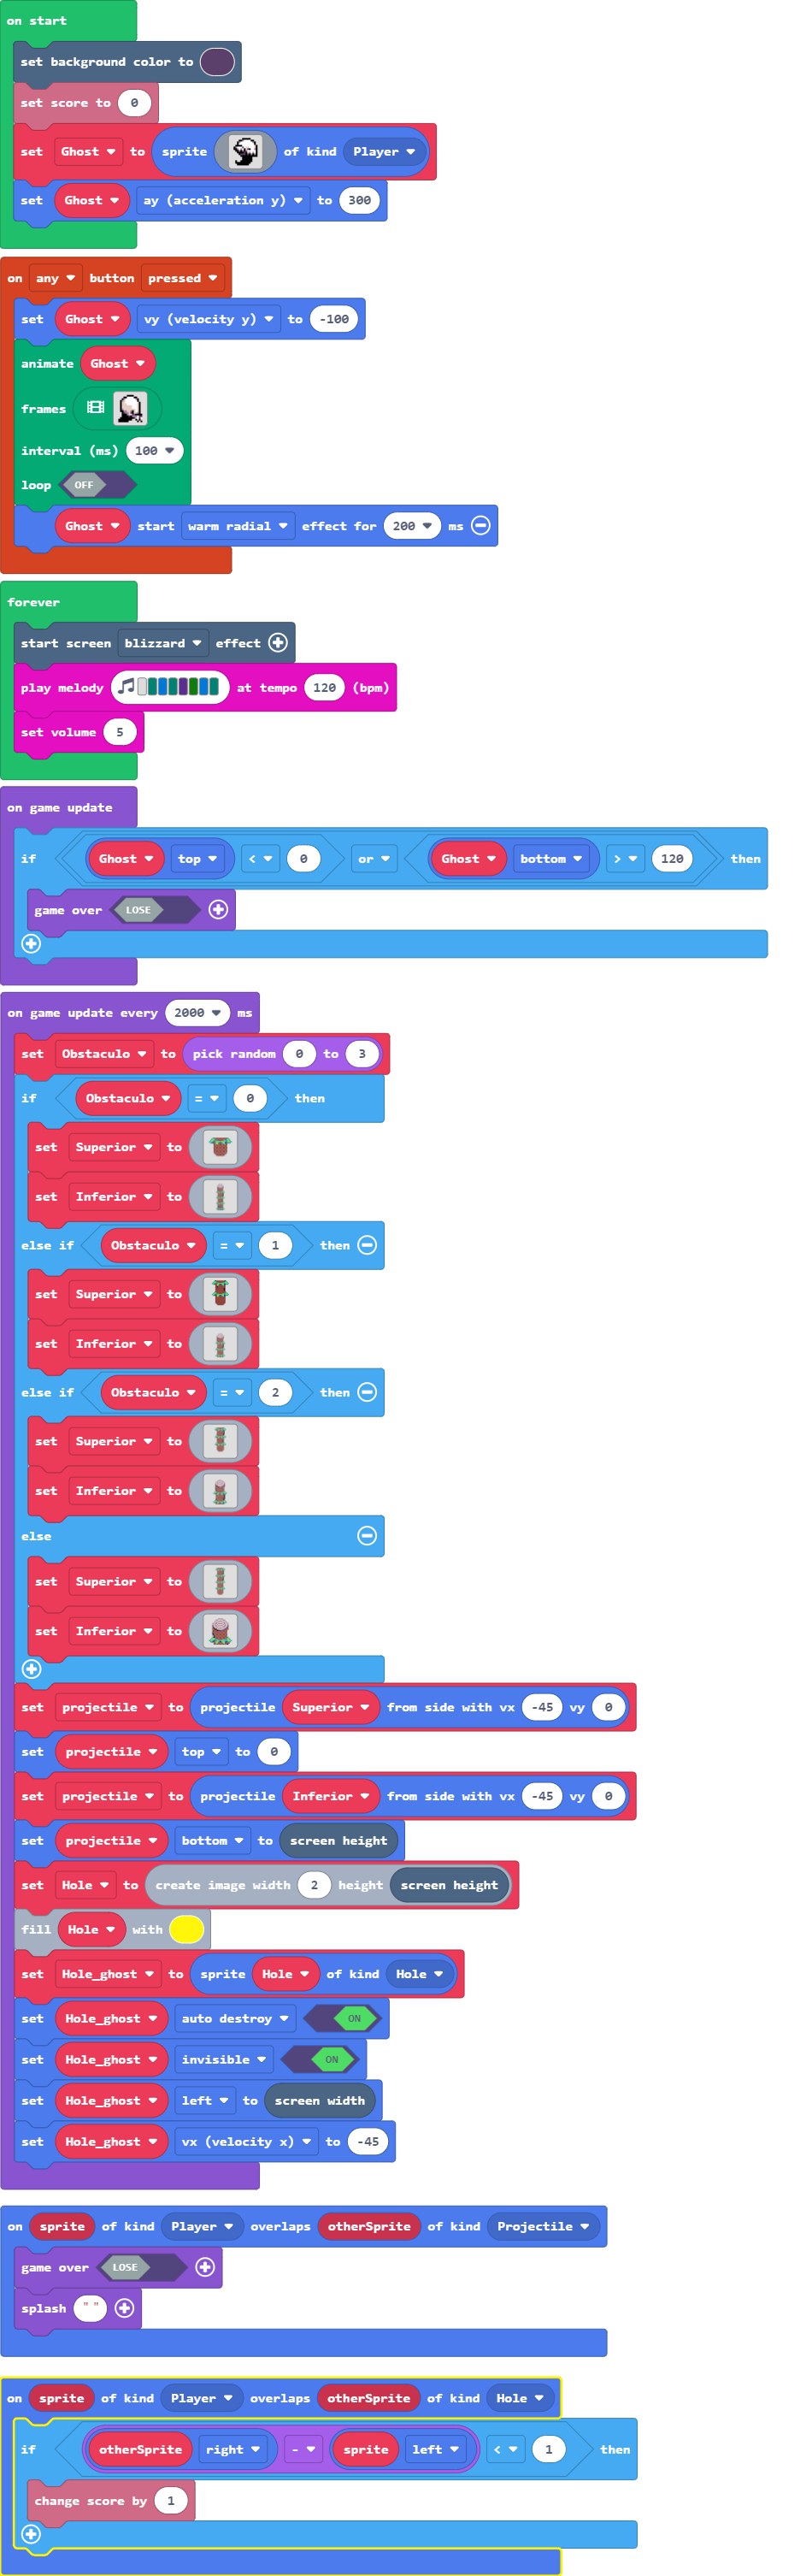 on start
set background color to
set score to 0
set Ghost to sprite of kind Player
set Ghost ay (acceleration y) to 300
on any button pressed
set Ghost vy (velocity y) to -100
animate Ghost
frames
interval (ms) 100
loop OFF
Ghost start warm radial effect for 200 ms
forever
start screen blizzard effect
play melody at tempo 120 (bpm)
set volume 5
on game update
if Ghost top < 0 or Ghost bottom > 120 then
game over LOSE
on game update every 2000 ms
set Obstaculo to pick random 0 to 3
if Obstaculo = 0 then
set Superior to
set Inferior to
else if Obstaculo = 1 then
set Superior to
set Inferior to
else if Obstaculo = 2 then
set Superior to
set Inferior to
else
set Superior to
set Inferior to
set projectile to projectile Superior from side with vx -45 vy 0
set projectile top to 0
set projectile to projectile Inferior from side with vx -45 vy 0
set projectile bottom to screen height
set Hole to create image width 2 height screen height
fill Hole with
set Hole_ghost to sprite Hole of kind Hole
set Hole_ghost auto destroy ON
set Hole_ghost invisible ON
set Hole_ghost left to screen width
set Hole_ghost vx (velocity x) to -45
on sprite of kind Player overlaps otherSprite of kind Projectile
game over LOSE
splash " "
on sprite of kind Player overlaps otherSprite of kind Hole
if otherSprite right - sprite left < 1 then
change score by 1